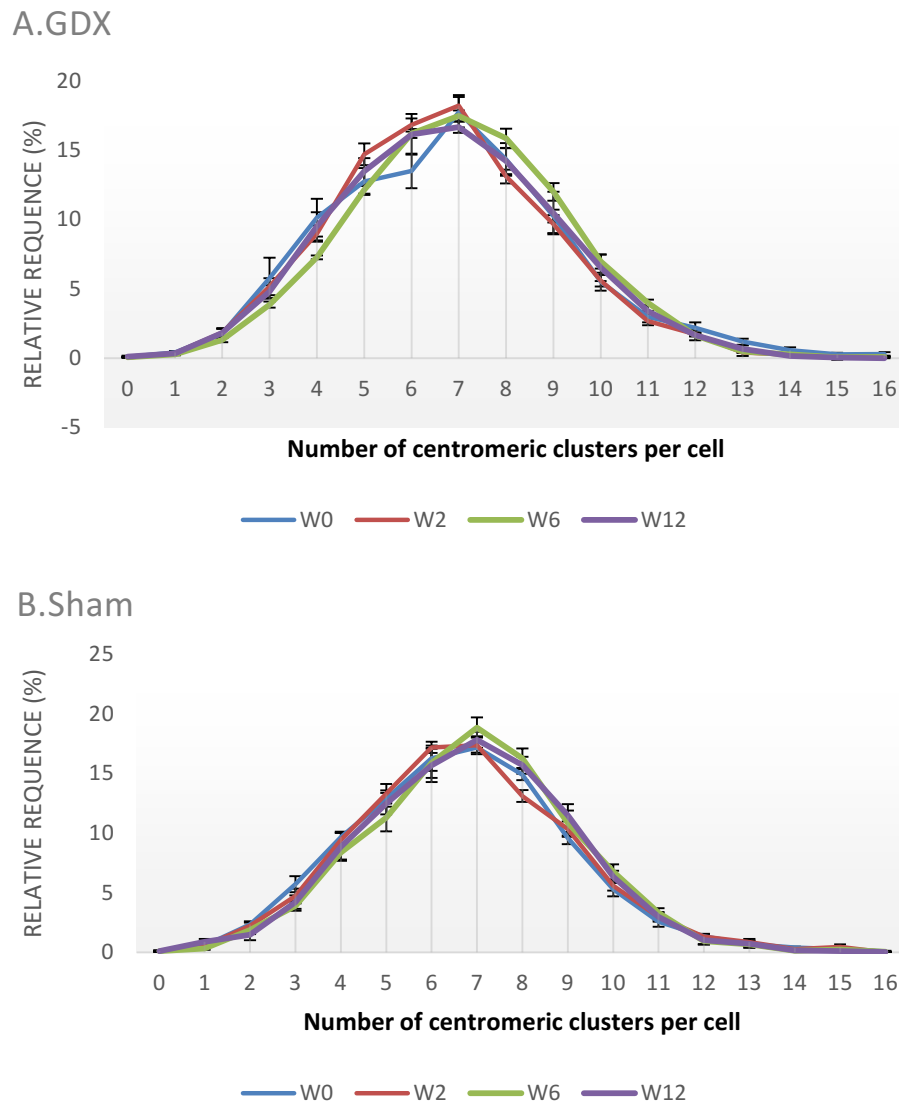 A.GDX
RELATIVE REQUENCE (%)
20
15
10
5
0
-5
0 1 2 3 4 5 6 7 8 9 10 11 12 13 14 15 16
Number of centromeric clusters per cell
W0 W2 W6 W12
B.Sham
RELATIVE REQUENCE (%)
25
20
15
10
5
0
0 1 2 3 4 5 6 7 8 9 10 11 12 13 14 15 16
Number of centromeric clusters per cell
W0 W2 W6 W12